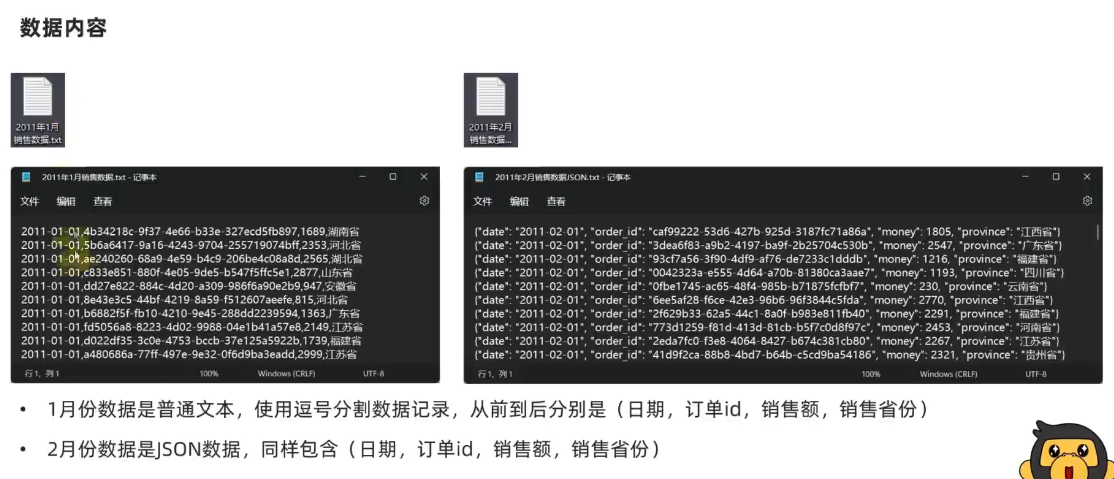 数据内容
2011年1月
销售数据.txt
2011年2月
销售数据...
2011年1月销售数据.txt - 记事本
文件 编辑 查看
2011-01-01,4b34218c-9f37-4e66-b33e-327ecd5fb897,1689,湖南省
2011-01-01,5b6a6417-9a16-4243-9704-255719074bff,2353,河北省
2011-01-01,ae240260-68a9-4e59-b4c9-206be4c08a8d,2565,湖北省
2011-01-01,c833e851-880f-4e05-9de5-b547f5ffc5e1,2877,山东省
2011-01-01,dd27e822-884c-4d20-a309-986f6a90e2b9,947,安徽省
2011-01-01,8e43e3c5-44bf-4219-8a59-f512607aeefe,815,河北省
2011-01-01,b6882f5f-fb10-4210-9e45-288dd2239594,1363,广东省
2011-01-01,fd5056a8-8223-4d02-9988-04e1b41a57e8,2149,江苏省
2011-01-01,d022df35-3c0e-4753-bccb-37e125a5922b,1739,福建省
2011-01-01,a480686a-77ff-497e-9e32-0f6d9ba3eadd,2999,江苏省
行 1, 列 1 100% Windows (CRLF) UTF-8
2011年2月销售数据JSON.txt - 记事本
文件 编辑 查看
{"date": "2011-02-01", "order_id": "caf99222-53d6-427b-925d-3187fc71a86a", "money": 1805, "province": "江西省"}
{"date": "2011-02-01", "order_id": "3dea6f83-a9b2-4197-ba9f-2b25704c530b", "money": 2547, "province": "广东省"}
{"date": "2011-02-01", "order_id": "93cf7a56-3f90-4df9-af76-de7233c1dddb", "money": 1216, "province": "福建省"}
{"date": "2011-02-01", "order_id": "0042323a-e555-4d64-a70b-81380ca3aae7", "money": 1193, "province": "四川省"}
{"date": "2011-02-01", "order_id": "0fbe1745-ac65-48f4-985b-b71875fcfbf7", "money": 230, "province": "云南省"}
{"date": "2011-02-01", "order_id": "6ee5af28-f6ce-42e3-96b6-96f3844c5fda", "money": 2770, "province": "江西省"}
{"date": "2011-02-01", "order_id": "2f629b33-62a5-44c1-8a0f-b983e811fb40", "money": 2291, "province": "福建省"}
{"date": "2011-02-01", "order_id": "773d1259-f81d-413d-81cb-b5f7c0d8f97c", "money": 2453, "province": "河南省"}
{"date": "2011-02-01", "order_id": "2eda7fc0-f3e8-4064-8427-b674c381cb80", "money": 2267, "province": "江苏省"}
{"date": "2011-02-01", "order_id": "41d9f2ca-88b8-4bd7-b64b-c5cd9ba54186", "money": 2321, "province": "贵州省"}
行 1, 列 1 100% Windows (CRLF) UTF-8
• 1月份数据是普通文本，使用逗号分割数据记录，从前到后分别是（日期，订单id，销售额，销售省份）
• 2月份数据是JSON数据，同样包含（日期，订单id，销售额，销售省份）